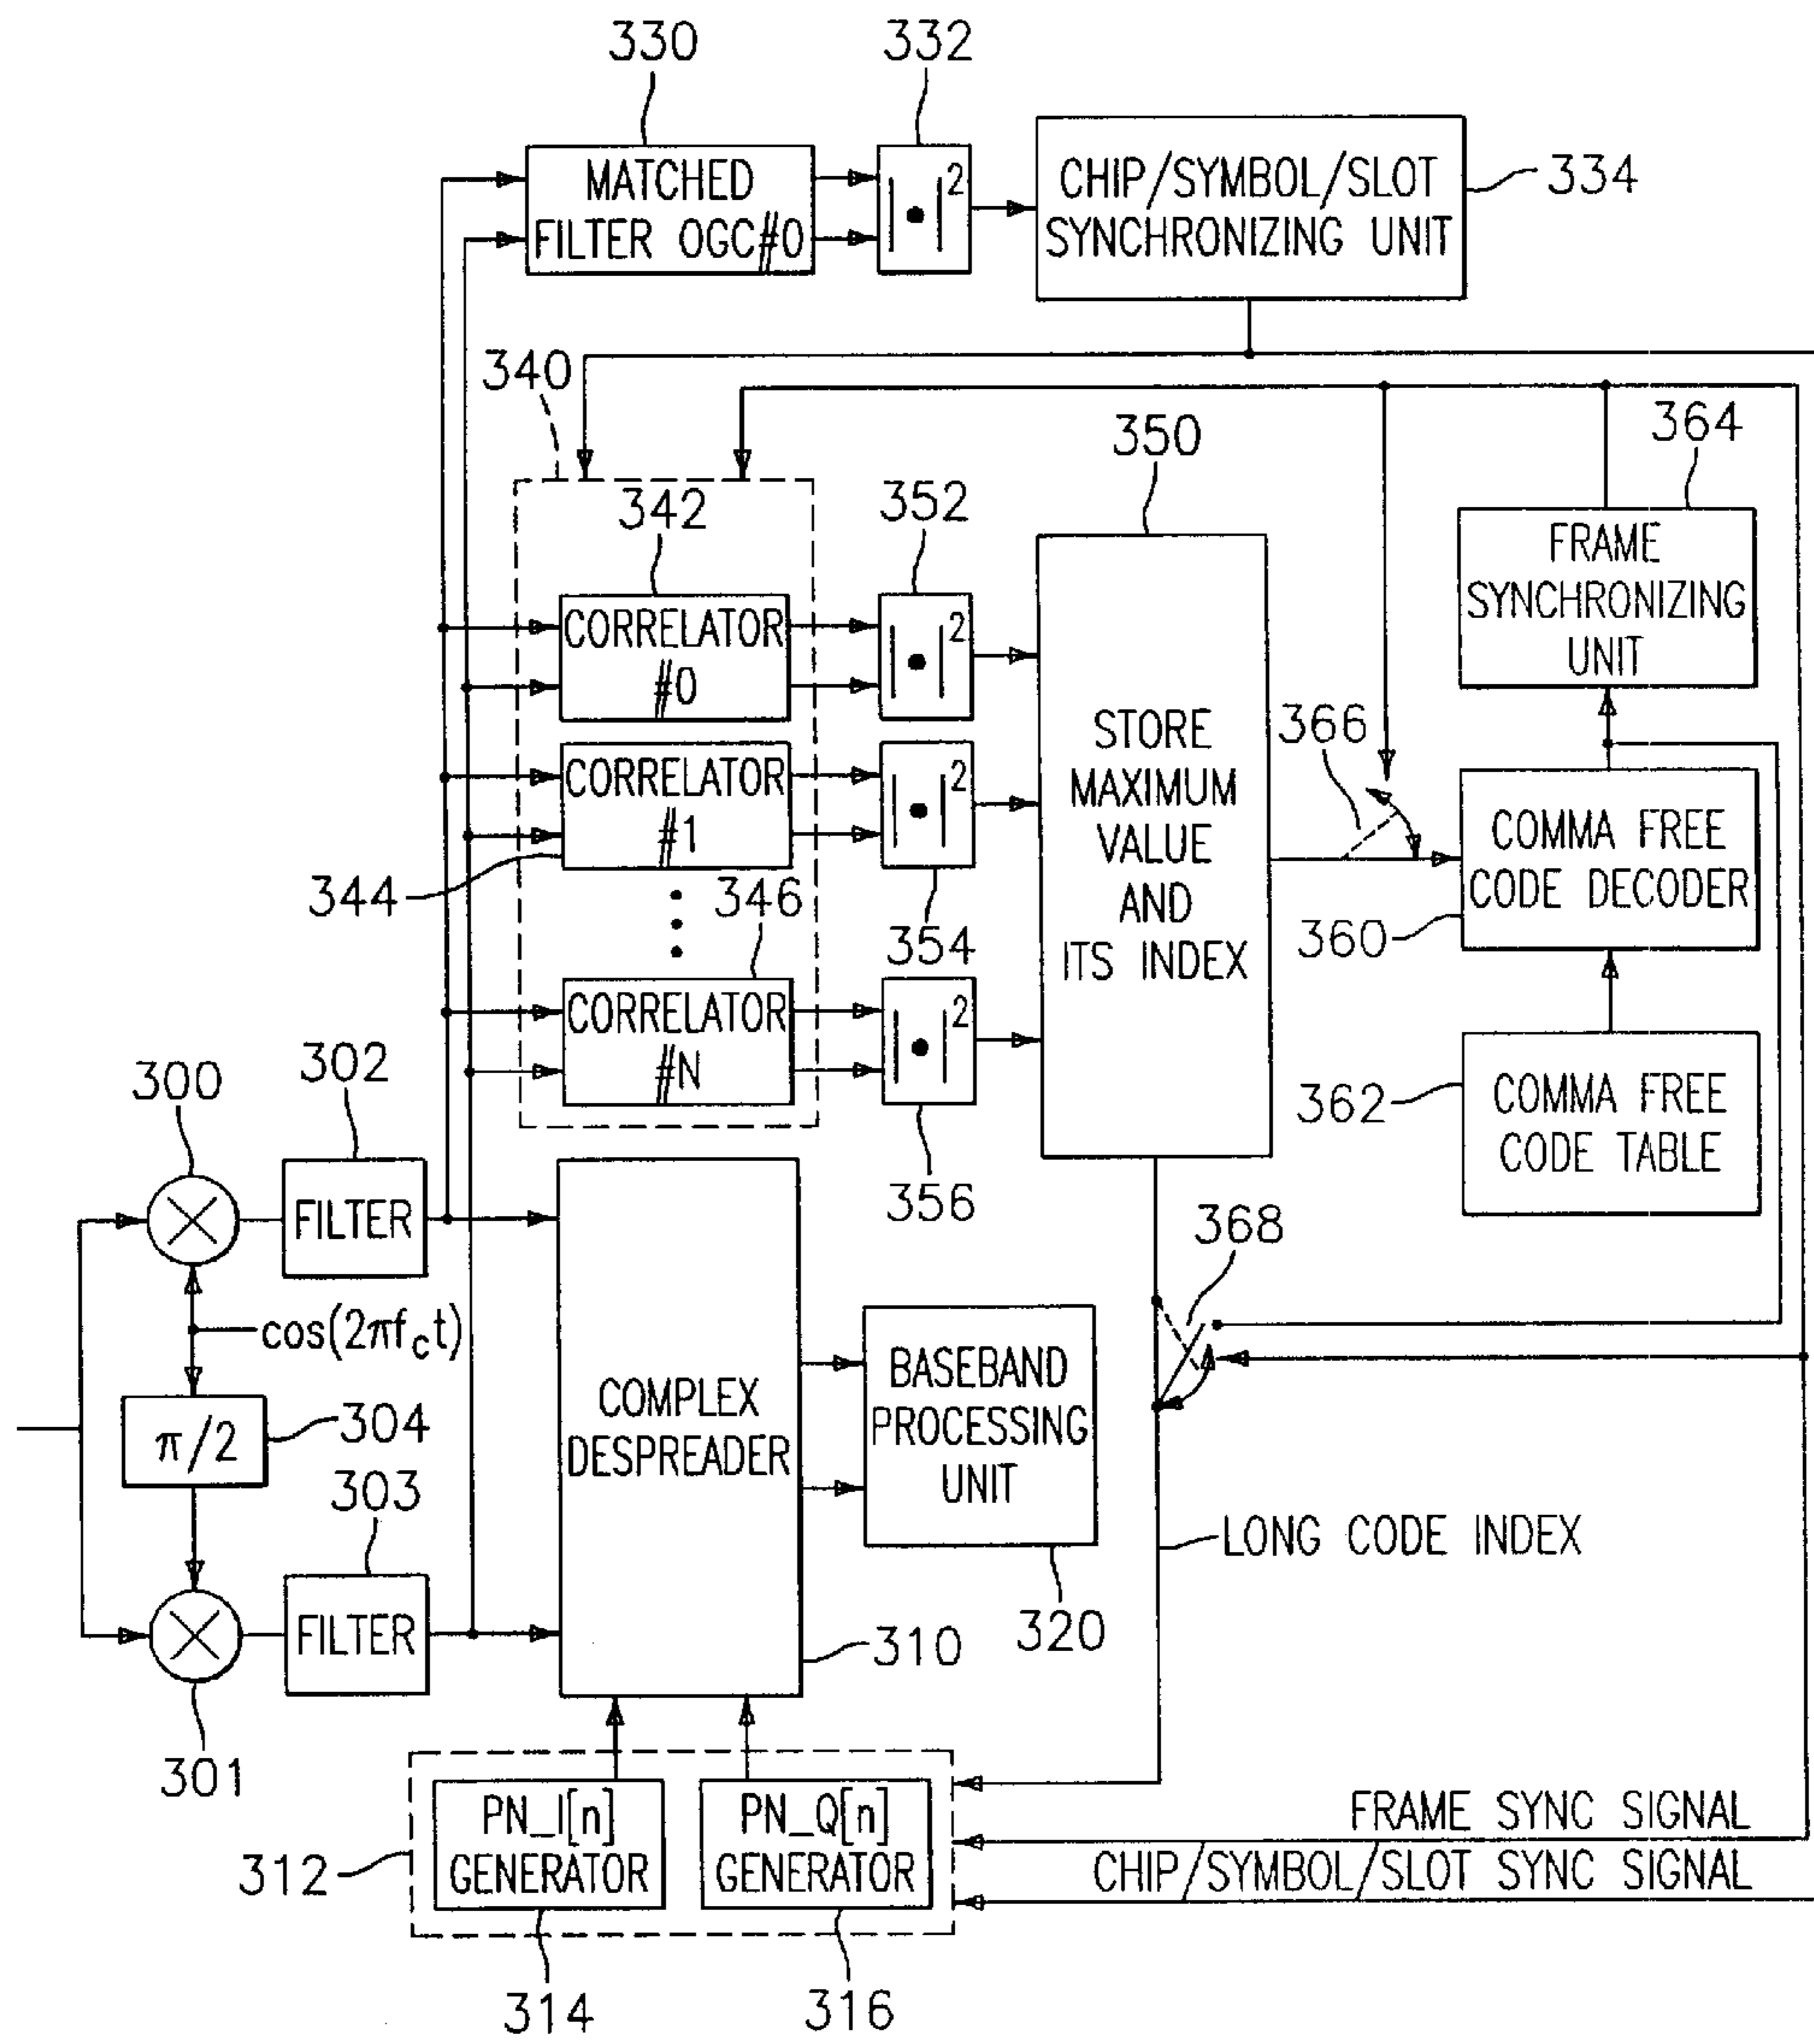 330
332
MATCHED
FILTER OGC#0
| • |²
CHIP/SYMBOL/SLOT
SYNCHRONIZING UNIT
334
340
350
364
342
352
FRAME
SYNCHRONIZING
UNIT
CORRELATOR
#0
| • |²
STORE
MAXIMUM
VALUE
AND
ITS INDEX
366
CORRELATOR
#1
| • |²
COMMA FREE
CODE DECODER
344
346
354
360
CORRELATOR
#N
| • |²
300
302
362
COMMA FREE
CODE TABLE
356
FILTER
368
cos(2πf_ct)
COMPLEX
DESPREADER
BASEBAND
PROCESSING
UNIT
π/2
304
303
LONG CODE INDEX
FILTER
320
310
301
PN_I[n]
GENERATOR
PN_Q[n]
GENERATOR
312
FRAME SYNC SIGNAL
CHIP/SYMBOL/SLOT SYNC SIGNAL
314
316